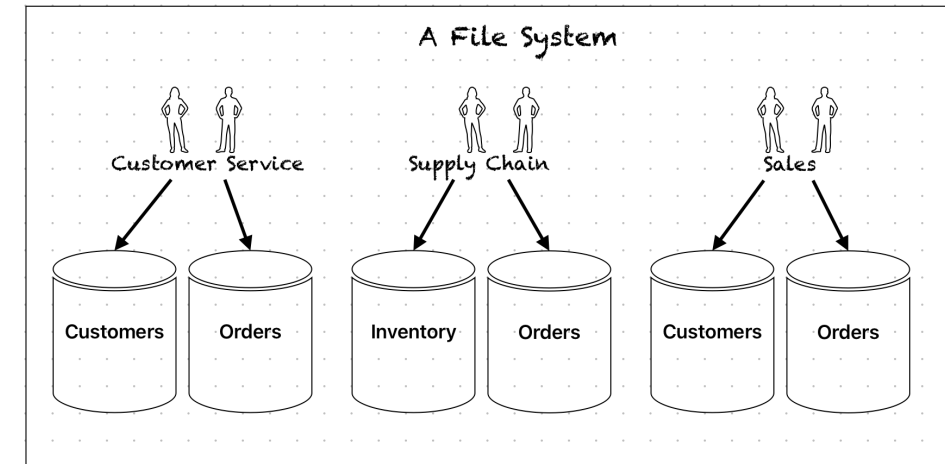 A File System
Customer Service
Supply Chain
Sales
Customers
Orders
Inventory
Orders
Customers
Orders